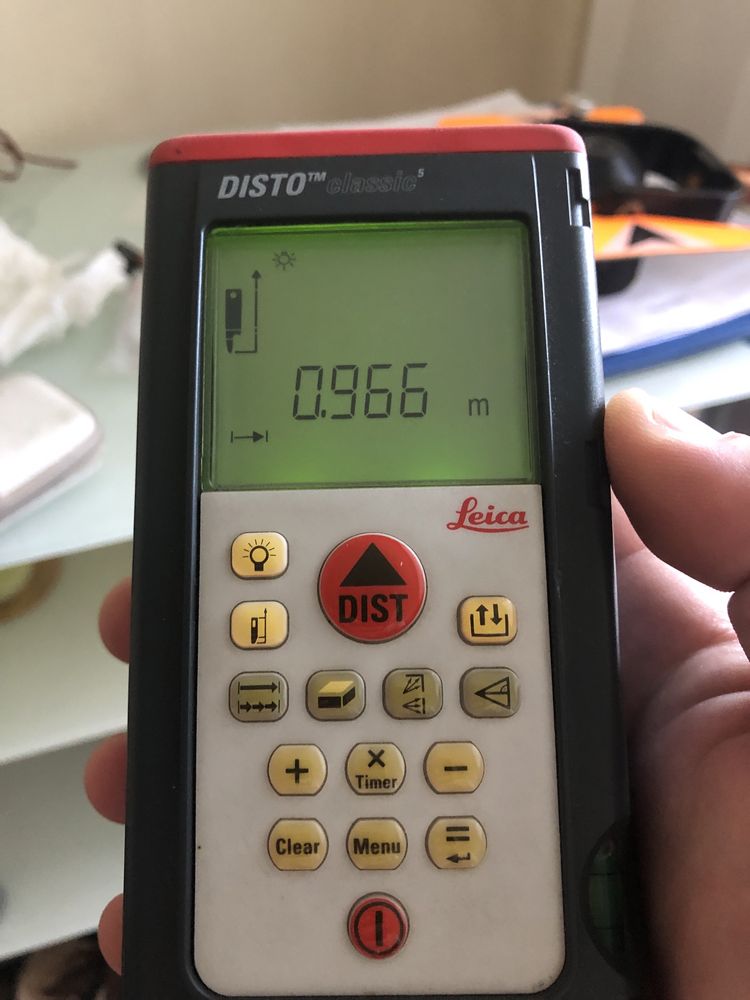 DISTO™ classic⁵
0.966 m
Leica
DIST
+ × −
Timer
Clear Menu =